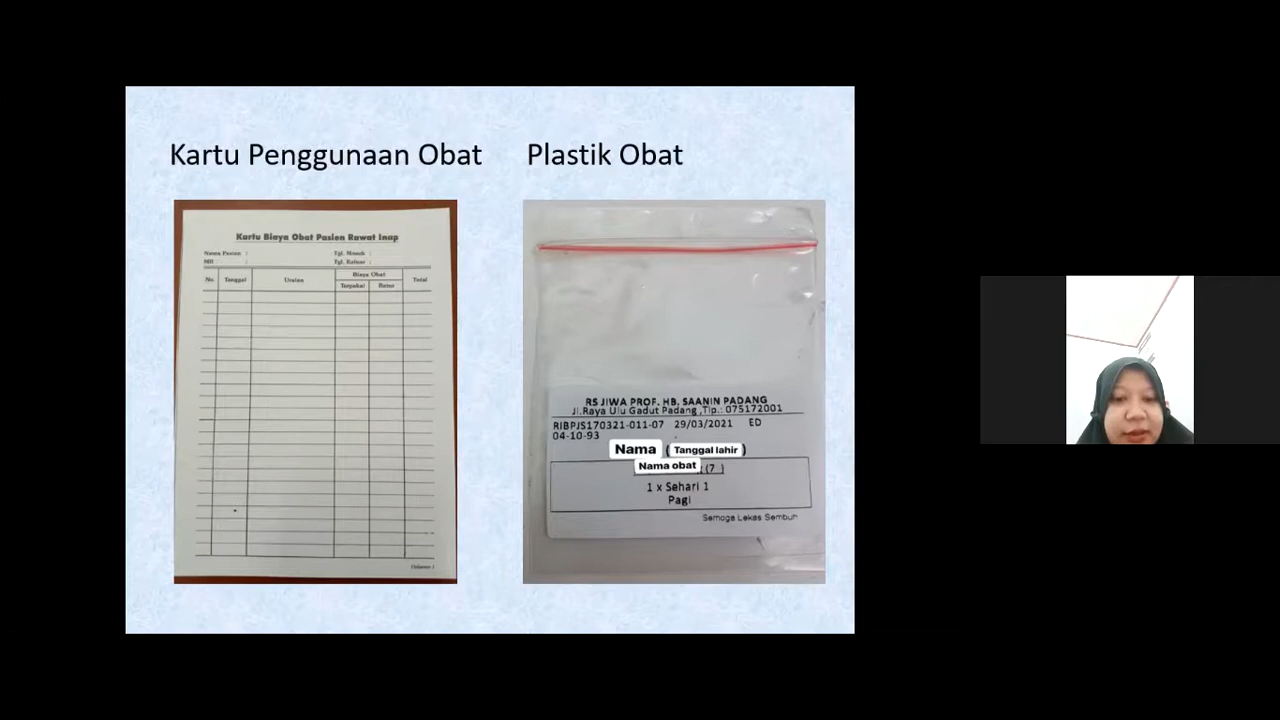 Kartu Penggunaan Obat
Plastik Obat
Kartu Biaya Obat Pasien Rawat Inap
Nama Pasien :
Tgl. Masuk :
MR :
Tgl. Keluar :
No Tanggal Uraian Biaya Obat Total
Terpakai Retur
RS JIWA PROF. HB. SAANIN PADANG
Jl.Raya Ulu Gadut Padang ,Tlp.: 075172001
RIBPJS170321-011-07 29/03/2021 ED
04-10-93
Nama ( Tanggal lahir )
Nama obat (7 )
1 x Sehari 1
Pagi
Semoga Lekas Sembuh